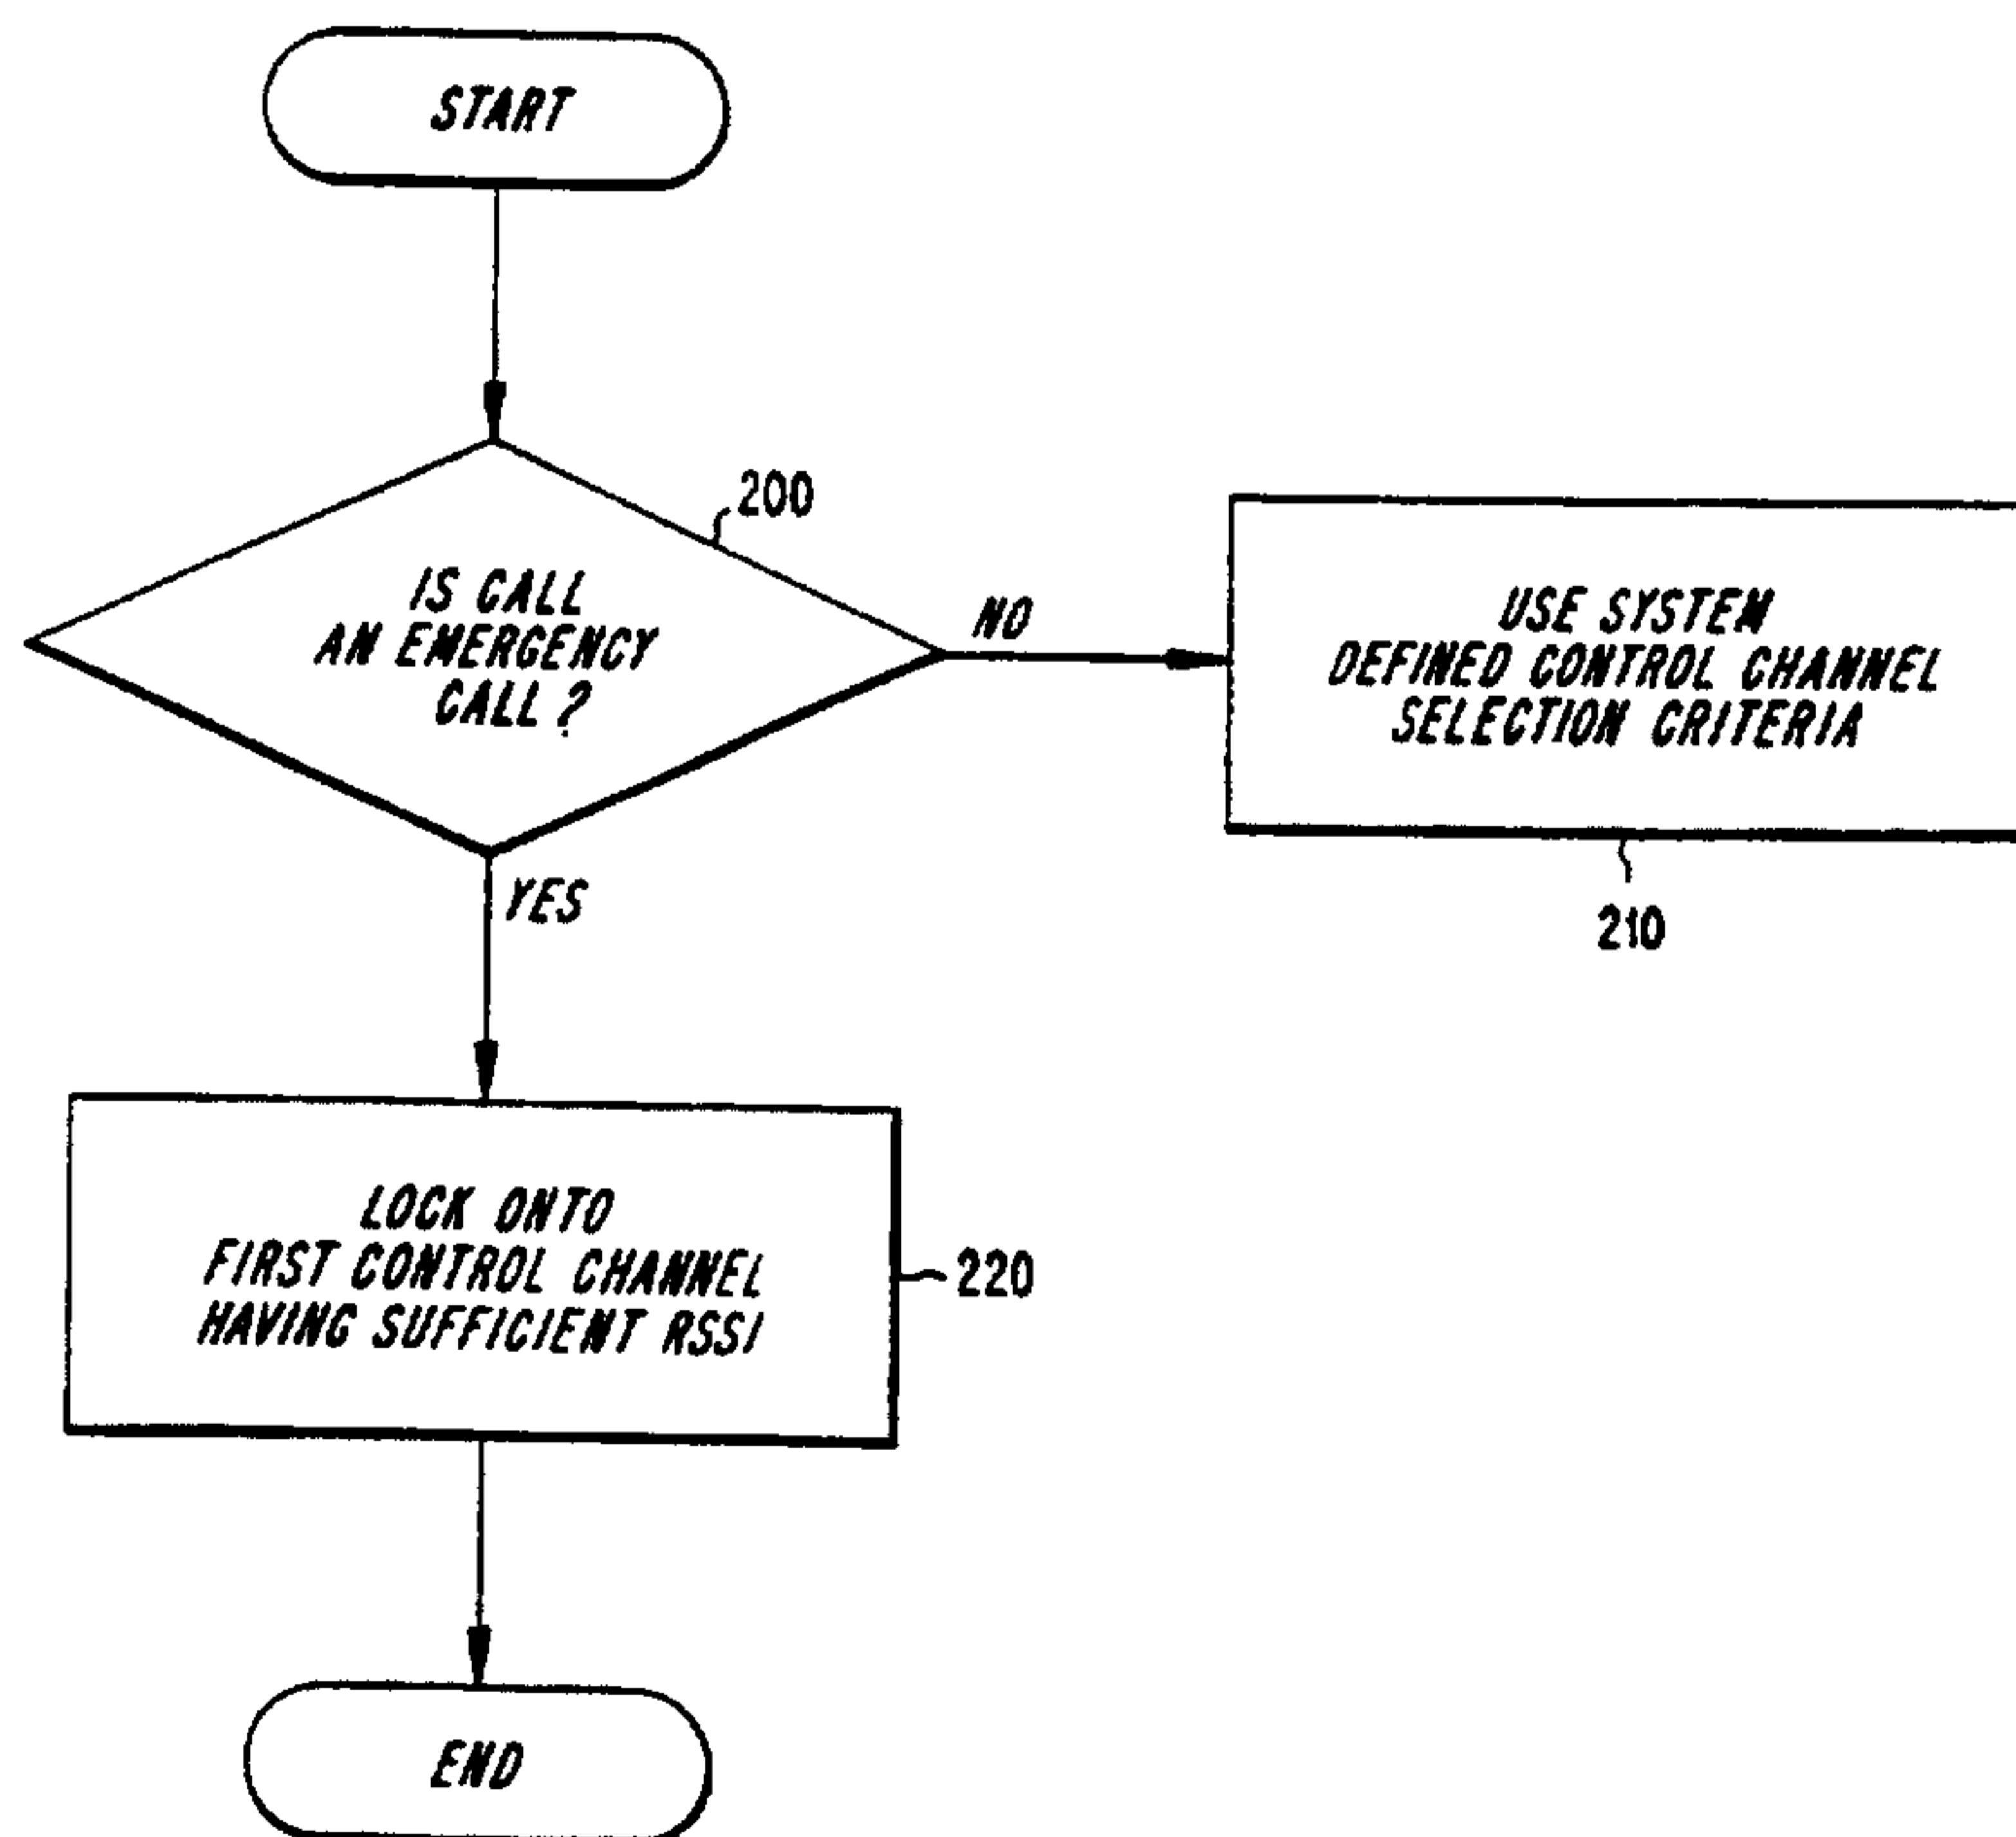 START
200
IS CALL
AN EMERGENCY
CALL?
NO
USE SYSTEM
DEFINED CONTROL CHANNEL
SELECTION CRITERIA
210
YES
LOCK ONTO
FIRST CONTROL CHANNEL
HAVING SUFFICIENT RSSI
220
END